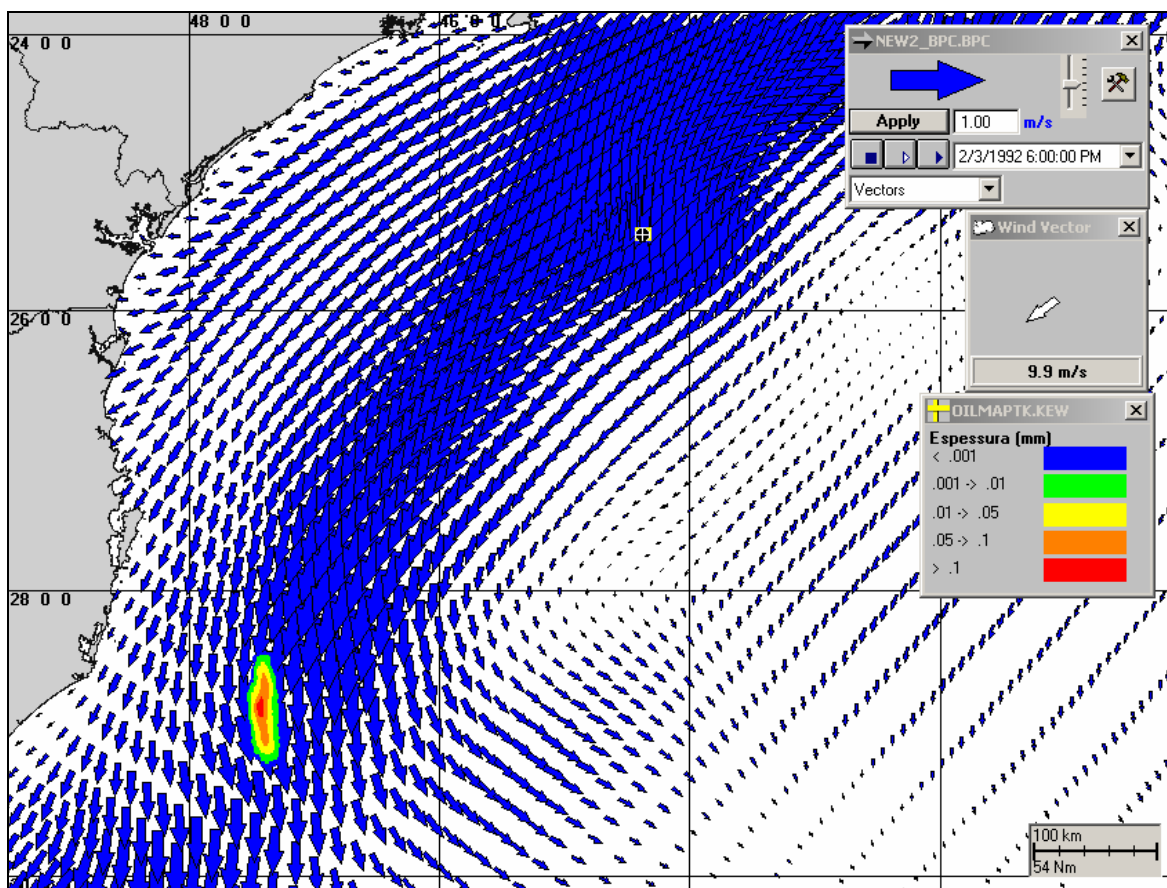 48 0 0
46 0 0
24 0 0
26 0 0
28 0 0
NEW2_BPC.BPC
Apply
1.00
m/s
2/3/1992 6:00:00 PM
Vectors
Wind Vector
9.9 m/s
OILMAPTK.KEW
Espessura (mm)
< .001
.001 -> .01
.01 -> .05
.05 -> .1
> .1
100 km
54 Nm